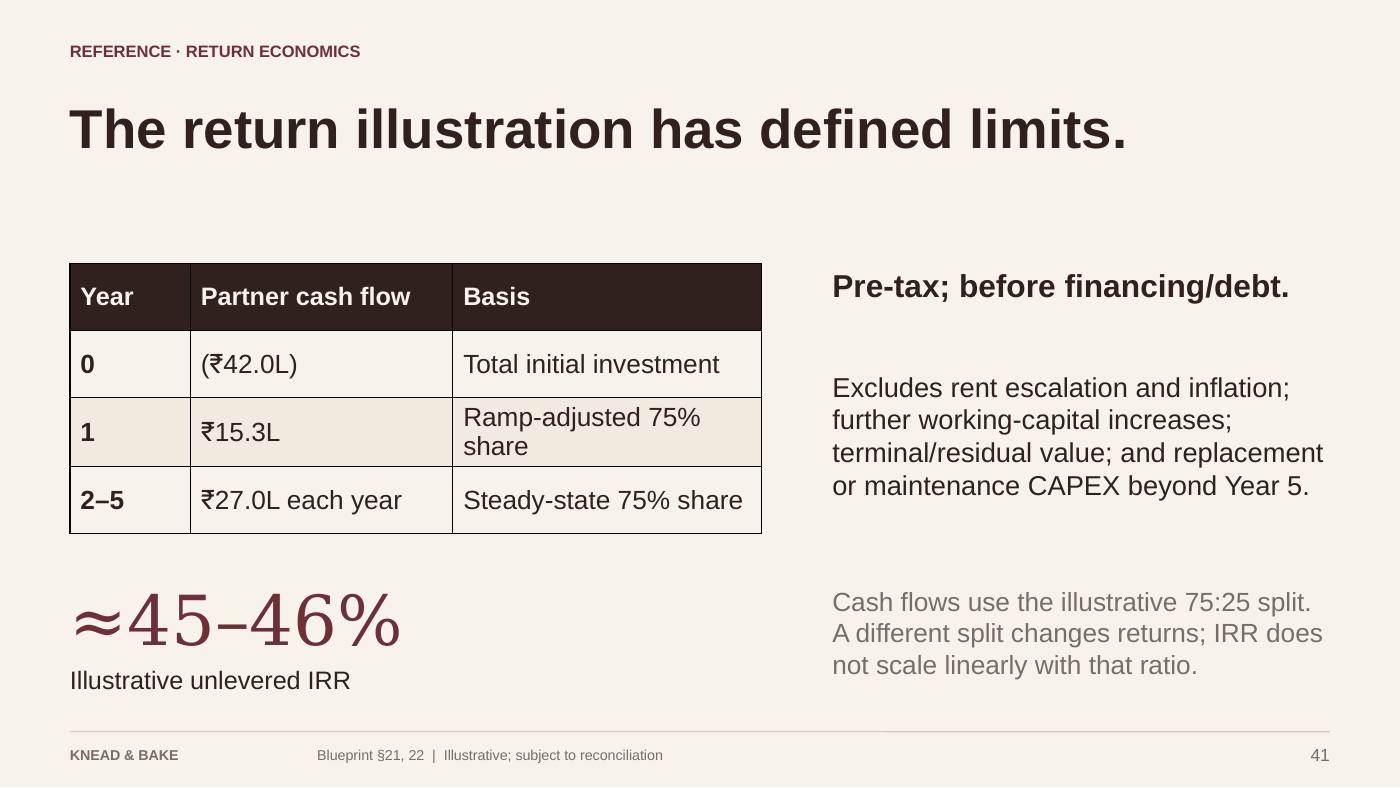 REFERENCE · RETURN ECONOMICS
The return illustration has defined limits.
Year Partner cash flow Basis
0 (₹42.0L) Total initial investment
1 ₹15.3L Ramp-adjusted 75%
share
2–5 ₹27.0L each year Steady-state 75% share
≈45–46%
Illustrative unlevered IRR
Pre-tax; before financing/debt.
Excludes rent escalation and inflation;
further working-capital increases;
terminal/residual value; and replacement
or maintenance CAPEX beyond Year 5.
Cash flows use the illustrative 75:25 split.
A different split changes returns; IRR does
not scale linearly with that ratio.
KNEAD & BAKE Blueprint §21, 22 | Illustrative; subject to reconciliation 41